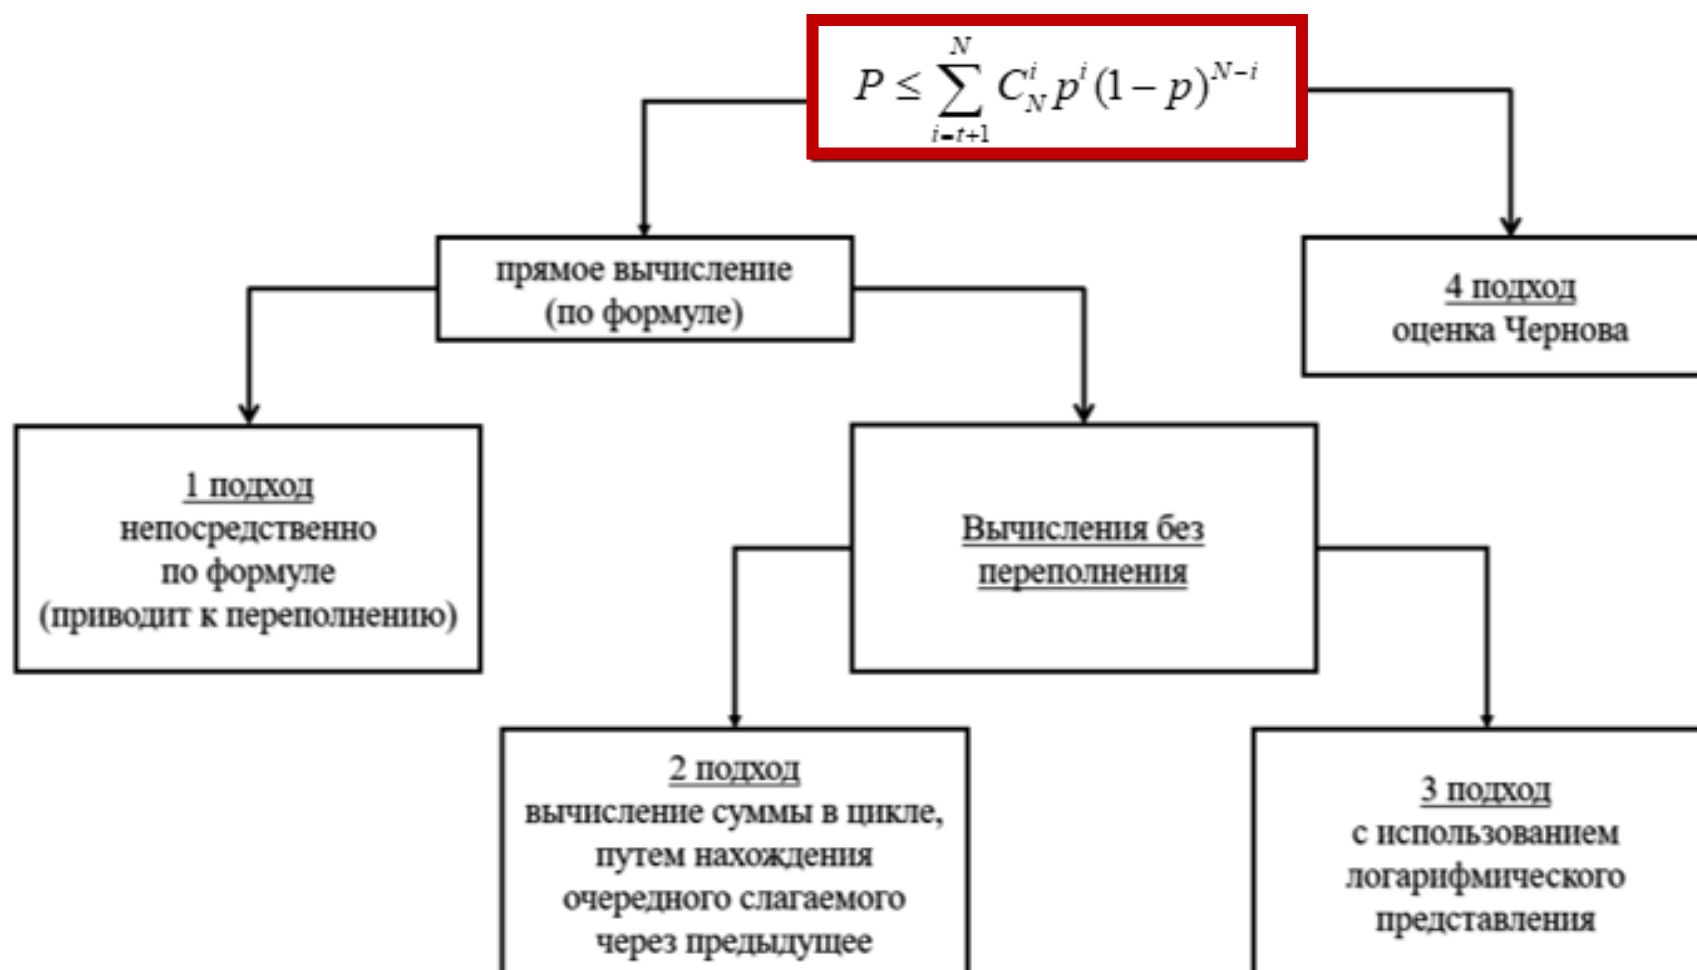 P ≤ \sum_{i=t+1}^{N} C_N^i p^i (1 − p)^{N−i}
прямое вычисление
(по формуле)
4 подход
оценка Чернова
1 подход
непосредственно
по формуле
(приводит к переполнению)
Вычисления без
переполнения
2 подход
вычисление суммы в цикле,
путем нахождения
очередного слагаемого
через предыдущее
3 подход
с использованием
логарифмического
представления